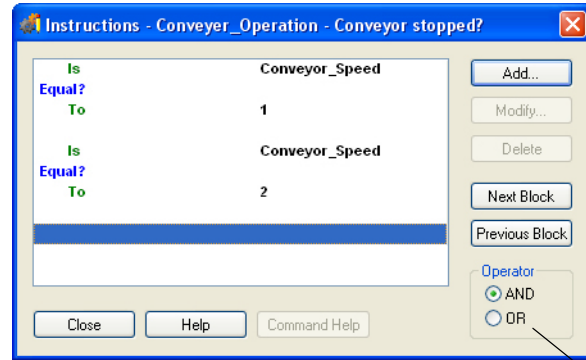 Instructions - Conveyer_Operation - Conveyor stopped?
Is Conveyor_Speed
Equal?
To 1
Is Conveyor_Speed
Equal?
To 2
Add...
Modify...
Delete
Next Block
Previous Block
Operator
AND
OR
Close Help Command Help